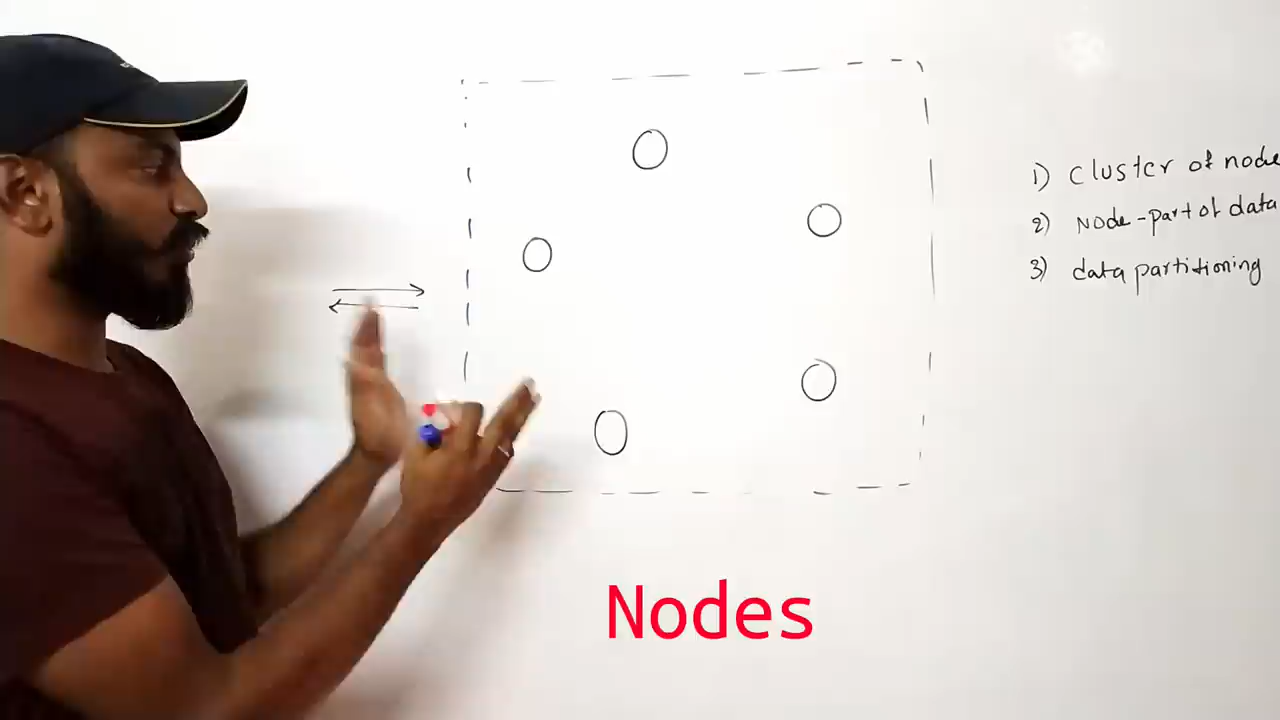 1) Cluster of node
2) Node-part of data
3) data partitioning
Nodes